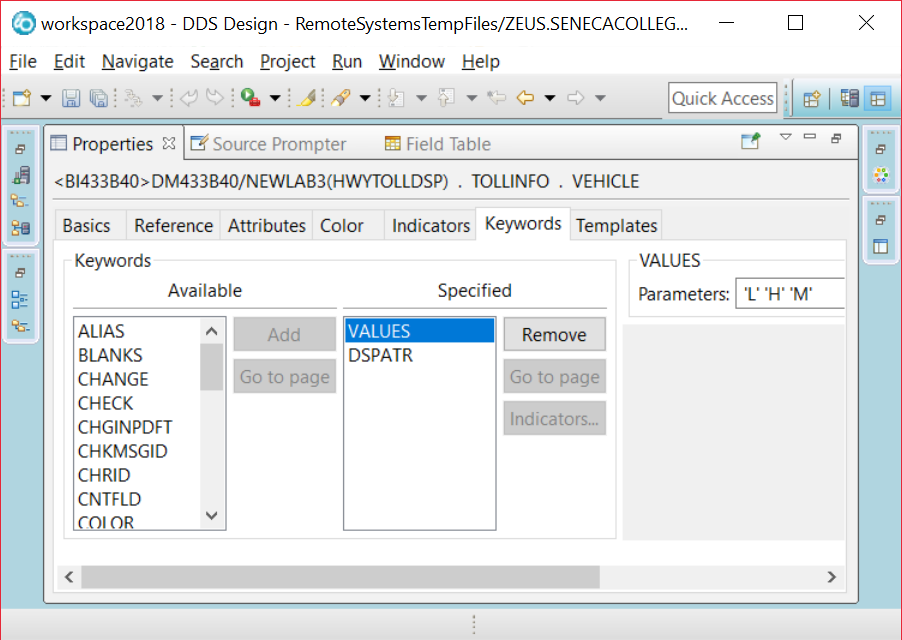 workspace2018 - DDS Design - RemoteSystemsTempFiles/ZEUS.SENECACOLLEG...
File Edit Navigate Search Project Run Window Help
Quick Access
Properties Source Prompter Field Table
<BI433B40>DM433B40/NEWLAB3(HWYTOLLDSP) . TOLLINFO . VEHICLE
Basics Reference Attributes Color Indicators Keywords Templates
Keywords
VALUES
Available
Specified
Parameters: 'L' 'H' 'M'
ALIAS
BLANKS
CHANGE
CHECK
CHGINPDFT
CHKMSGID
CHRID
CNTFLD
COLOR
Add
Go to page
VALUES
DSPATR
Remove
Go to page
Indicators...